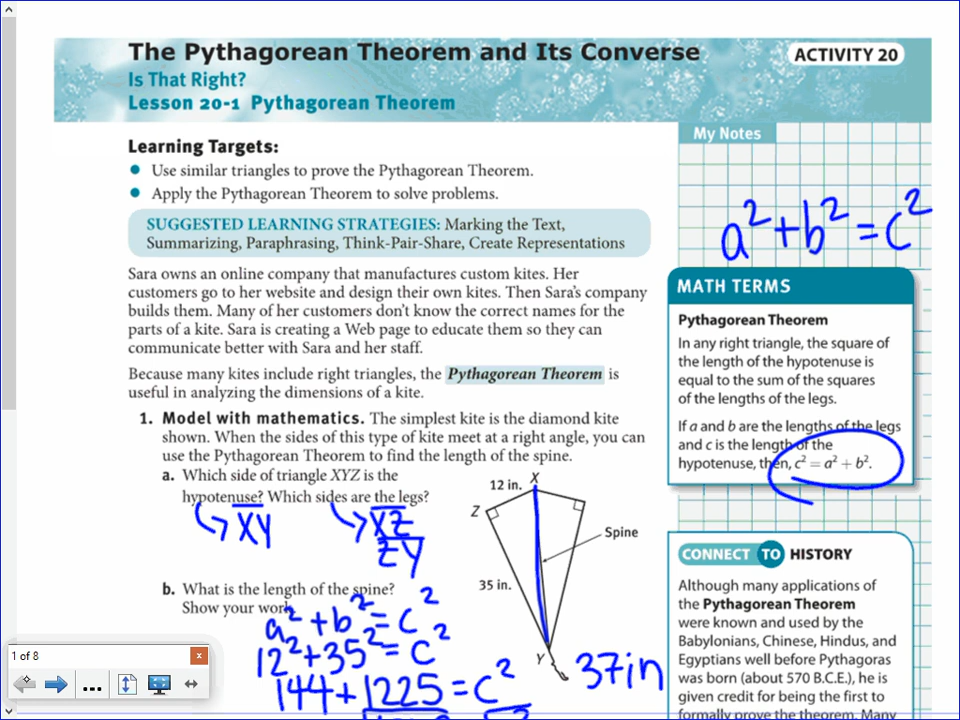 The Pythagorean Theorem and Its Converse
ACTIVITY 20
Is That Right?
Lesson 20-1 Pythagorean Theorem
My Notes
Learning Targets:
• Use similar triangles to prove the Pythagorean Theorem.
• Apply the Pythagorean Theorem to solve problems.
SUGGESTED LEARNING STRATEGIES: Marking the Text,
Summarizing, Paraphrasing, Think-Pair-Share, Create Representations
Sara owns an online company that manufactures custom kites. Her
customers go to her website and design their own kites. Then Sara's company
builds them. Many of her customers don't know the correct names for the
parts of a kite. Sara is creating a Web page to educate them so they can
communicate better with Sara and her staff.
Because many kites include right triangles, the Pythagorean Theorem is
useful in analyzing the dimensions of a kite.
1. Model with mathematics. The simplest kite is the diamond kite
shown. When the sides of this type of kite meet at a right angle, you can
use the Pythagorean Theorem to find the length of the spine.
a. Which side of triangle XYZ is the
hypotenuse? Which sides are the legs?
XY
XZ
ZY
b. What is the length of the spine?
Show your work
a² + b² = c²
12² + 35² = c²
144 + 1225 = c²
12 in.
X
Z
Spine
35 in.
Y
37in
a² + b² = c²
MATH TERMS
Pythagorean Theorem
In any right triangle, the square of
the length of the hypotenuse is
equal to the sum of the squares
of the lengths of the legs.
If a and b are the lengths of the legs
and c is the length of the
hypotenuse, then, c² = a² + b².
CONNECT TO HISTORY
Although many applications of
the Pythagorean Theorem
were known and used by the
Babylonians, Chinese, Hindus, and
Egyptians well before Pythagoras
was born (about 570 B.C.E.), he is
given credit for being the first to
formally prove the theorem. Many
1 of 8